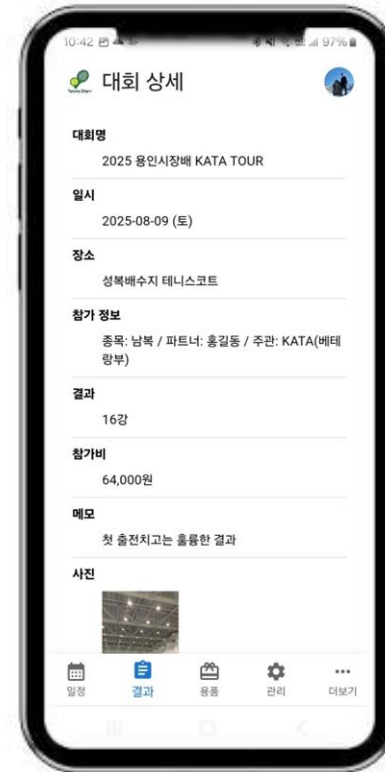 10:42 97%
대회 상세
대회명
2025 용인시장배 KATA TOUR
일시
2025-08-09 (토)
장소
성복배수지 테니스코트
참가 정보
종목: 남복 / 파트너: 홍길동 / 주관: KATA(베테
랑부)
결과
16강
참가비
64,000원
메모
첫 출전치고는 훌륭한 결과
사진
일정 결과 용품 관리 더보기